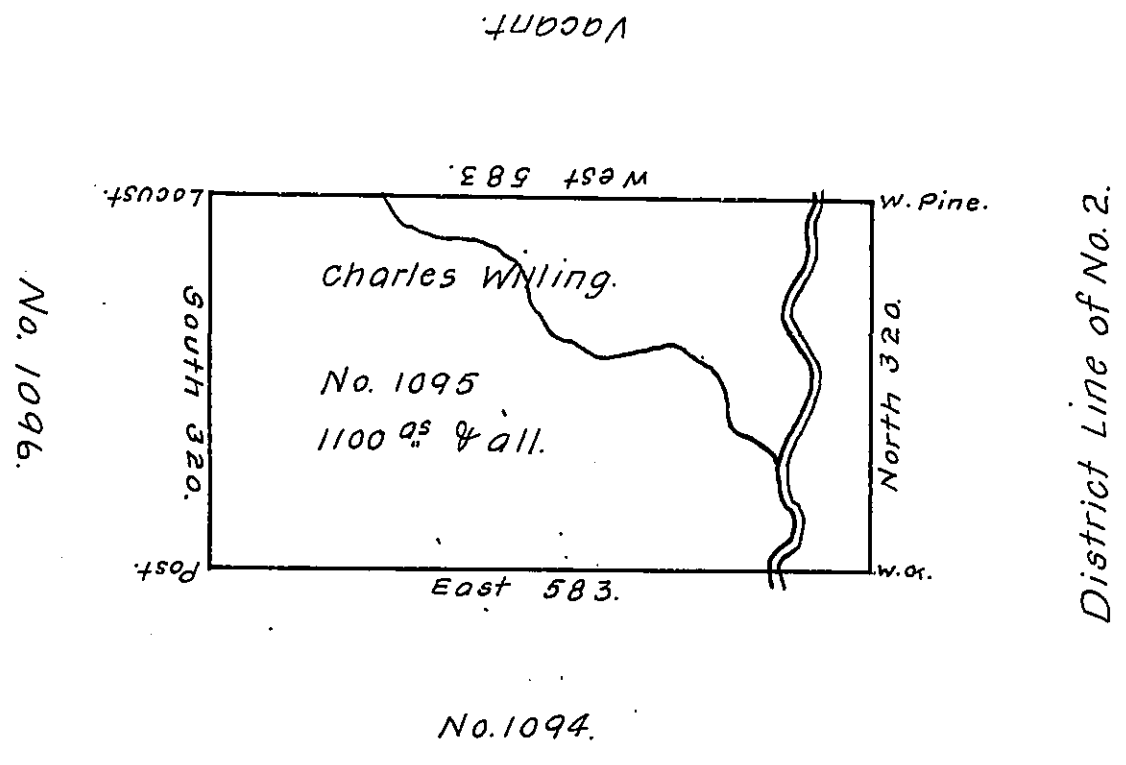 Vacant.
West 583.
Locust.
W. Pine.
Charles Willing.
No. 1096.
South 320.
North 320.
District Line of No. 2.
No. 1095
1100 as & all.
Post.
W.O.
East 583.
No. 1094.